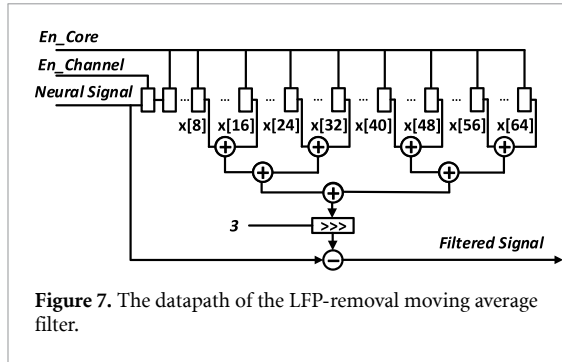 En_Core
En_Channel
Neural Signal
... ... ... ... ... ... ... ...
x[8] x[16] x[24] x[32] x[40] x[48] x[56] x[64]
+ + + +
+ +
+
3 >>>
Filtered Signal
−
Figure 7. The datapath of the LFP-removal moving average
filter.